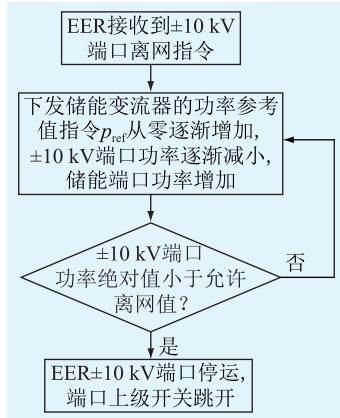 EER接收到±10 kV
端口离网指令
下发储能变流器的功率参考
值指令pref从零逐渐增加,
±10 kV端口功率逐渐减小,
储能端口功率增加
±10 kV端口
功率绝对值小于允许
离网值?
否
是
EER±10 kV端口停运,
端口上级开关跳开